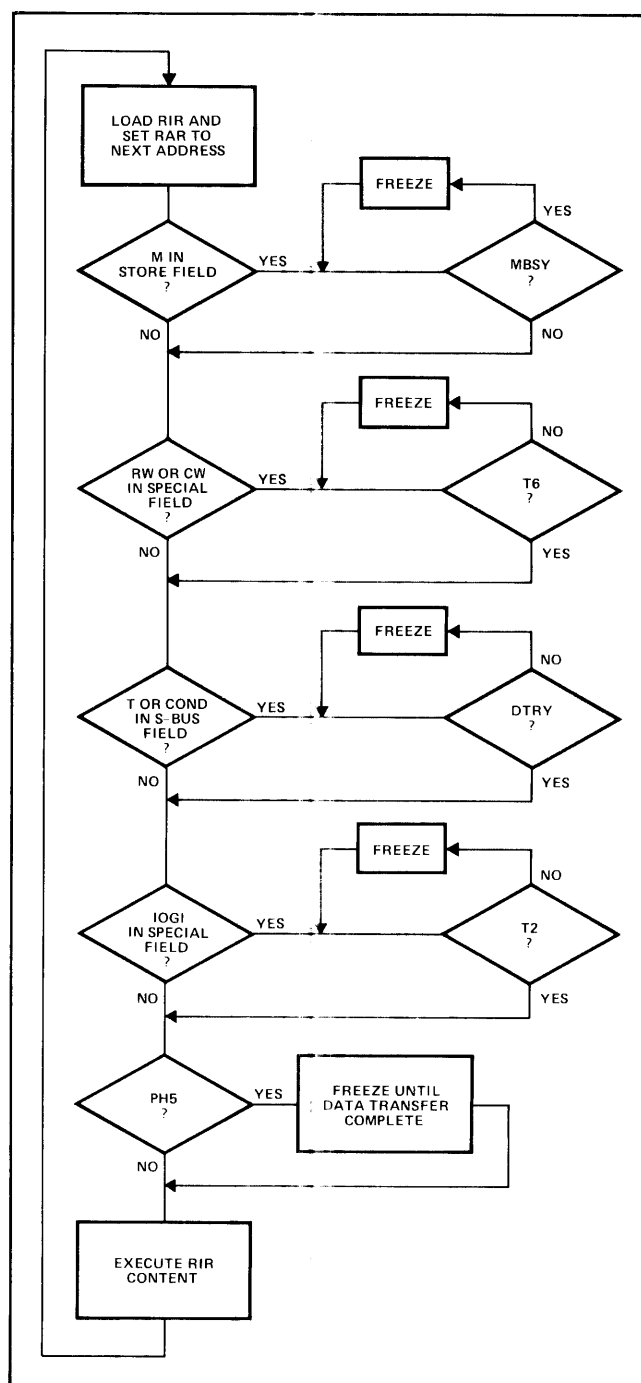 LOAD RIR AND
SET RAR TO
NEXT ADDRESS
FREEZE
YES
M IN
STORE FIELD
?
YES
MBSY
?
NO
NO
FREEZE
NO
RW OR CW
IN SPECIAL
FIELD
?
YES
T6
?
NO
YES
FREEZE
NO
T OR COND
IN S-BUS
FIELD
?
YES
DTRY
?
NO
YES
FREEZE
NO
IOGI
IN SPECIAL
FIELD
?
YES
T2
?
NO
YES
PH5
?
YES
FREEZE UNTIL
DATA TRANSFER
COMPLETE
NO
EXECUTE RIR
CONTENT